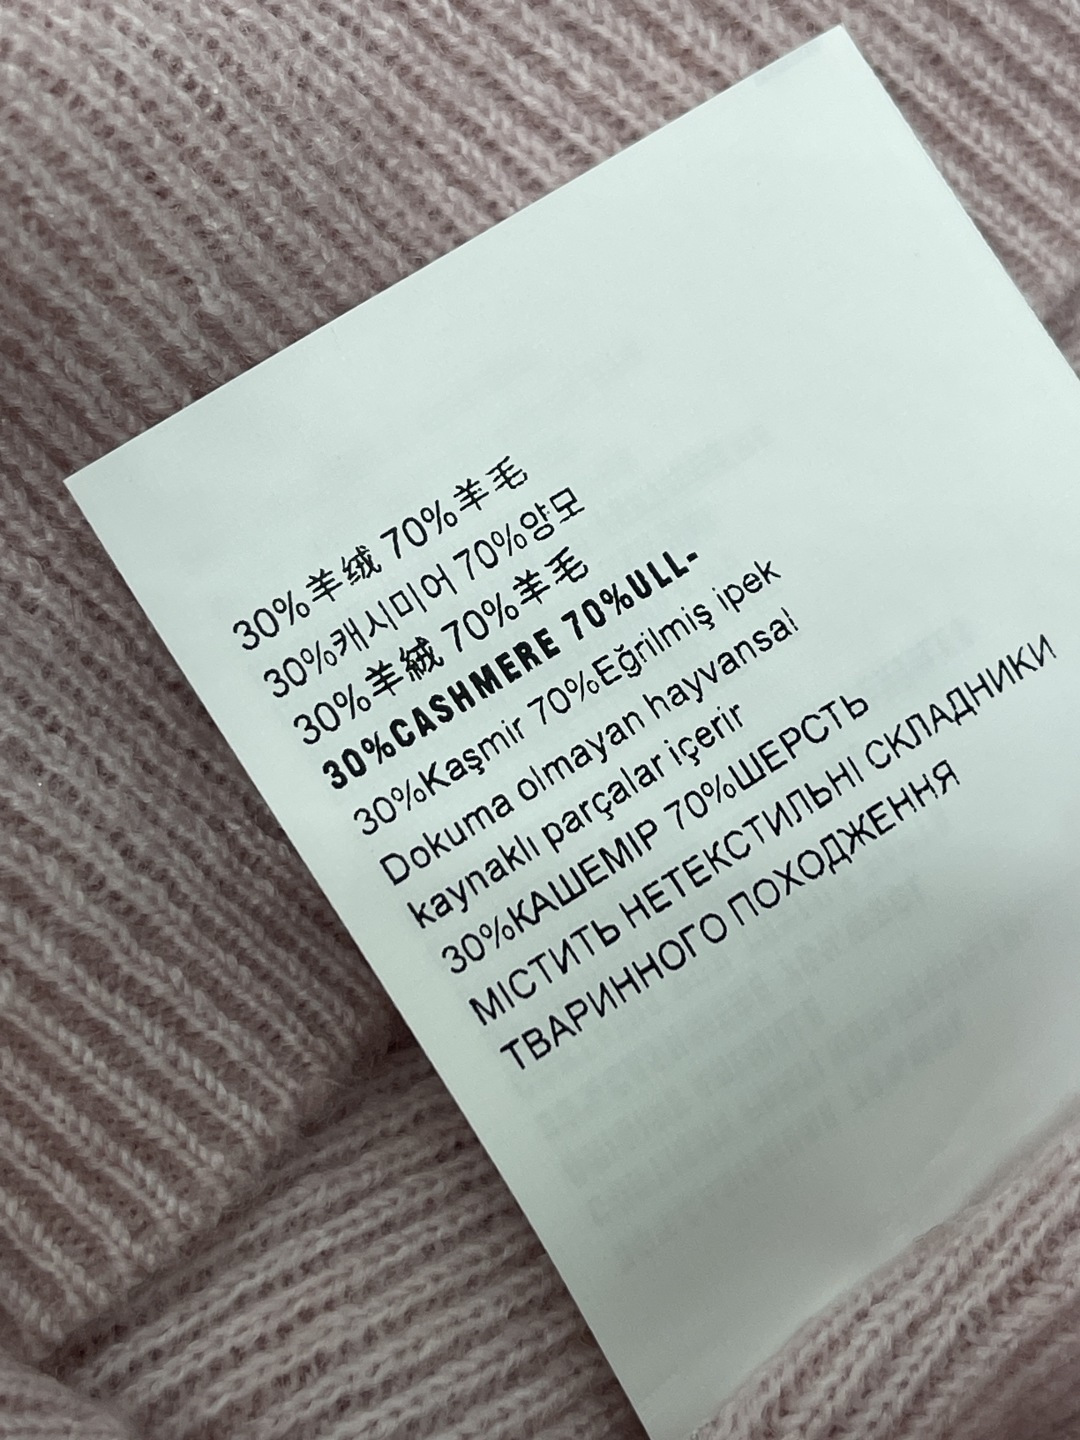 30%羊绒 70%羊毛
30%캐시미어 70%양모
30%羊絨 70%羊毛
30%CASHMERE 70%ULL-
30%Kaşmir 70%Eğrilmiş ipek
Dokuma olmayan hayvansal
kaynaklı parçalar içerir
30%КАШЕМІР 70%ШЕРСТЬ
МІСТИТЬ НЕТЕКСТИЛЬНІ СКЛАДНИКИ
ТВАРИННОГО ПОХОДЖЕННЯ